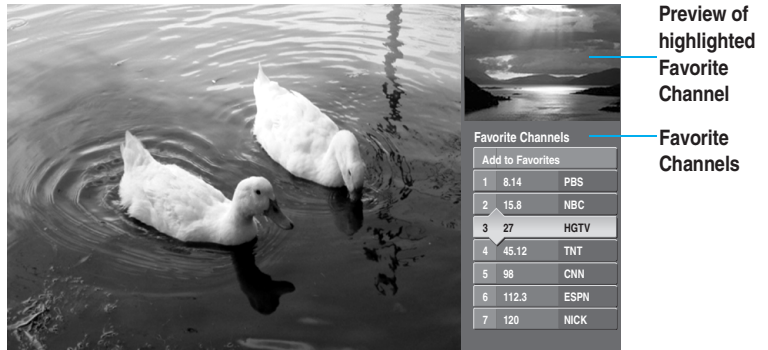 Preview of
highlighted
Favorite
Channel
Favorite Channels
Favorite
Channels
Add to Favorites
1 8.14 PBS
2 15.8 NBC
3 27 HGTV
4 45.12 TNT
5 98 CNN
6 112.3 ESPN
7 120 NICK